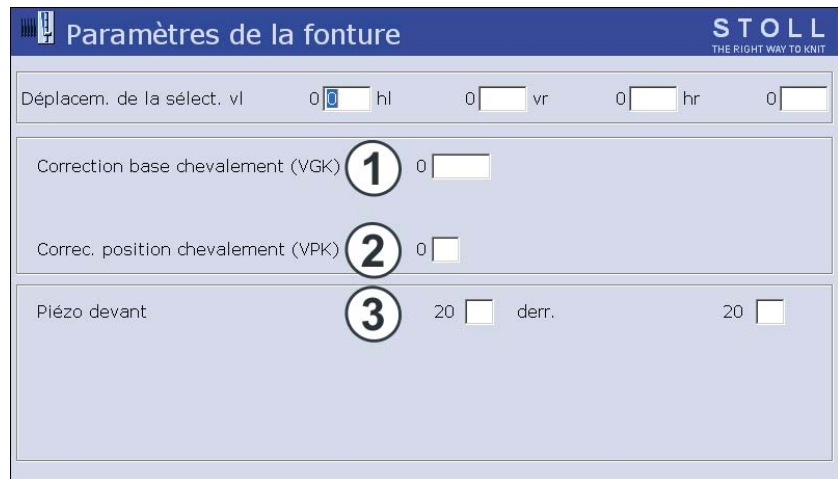 Paramètres de la fonture
STOLL
THE RIGHT WAY TO KNIT
Déplacem. de la sélect. vl 0 0 hl 0 vr 0 hr 0
Correction base chevalement (VGK) 1 0
Correc. position chevalement (VPK) 2 0
Piézo devant 3 20 derr. 20